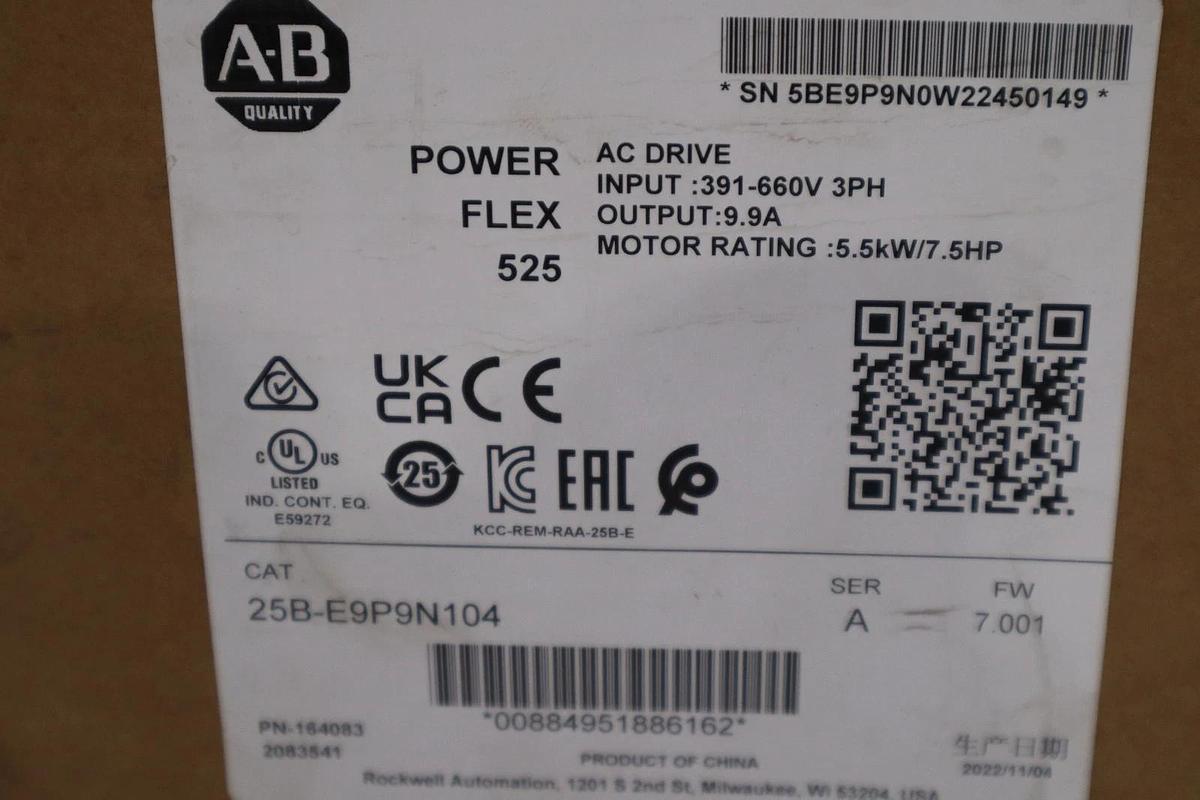 A-B
QUALITY
* SN 5BE9P9N0W22450149 *
POWER
FLEX
525
AC DRIVE
INPUT :391-660V 3PH
OUTPUT:9.9A
MOTOR RATING :5.5kW/7.5HP
UK
CA
CE
C UL US
LISTED
IND. CONT. EQ.
E59272
25
KC
EAC
KCC-REM-RAA-25B-E
CAT
25B-E9P9N104
SER
A
FW
7.001
*00884951886162*
PN-164083
2083541
PRODUCT OF CHINA
生产日期
2022/11/04
Rockwell Automation, 1201 S 2nd St, Milwaukee, WI 53204, USA